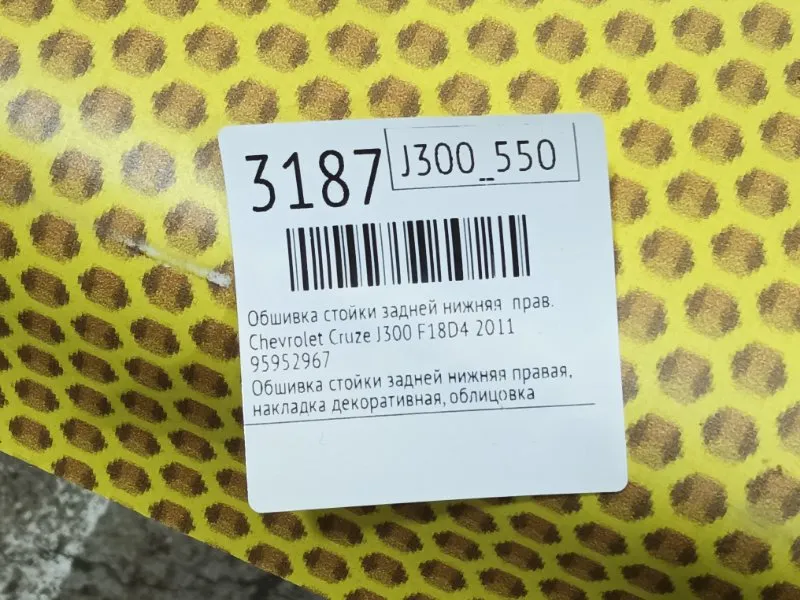 3187 J300_550
Обшивка стойки задней нижняя прав.
Chevrolet Cruze J300 F18D4 2011
95952967
Обшивка стойки задней нижняя правая,
накладка декоративная, облицовка